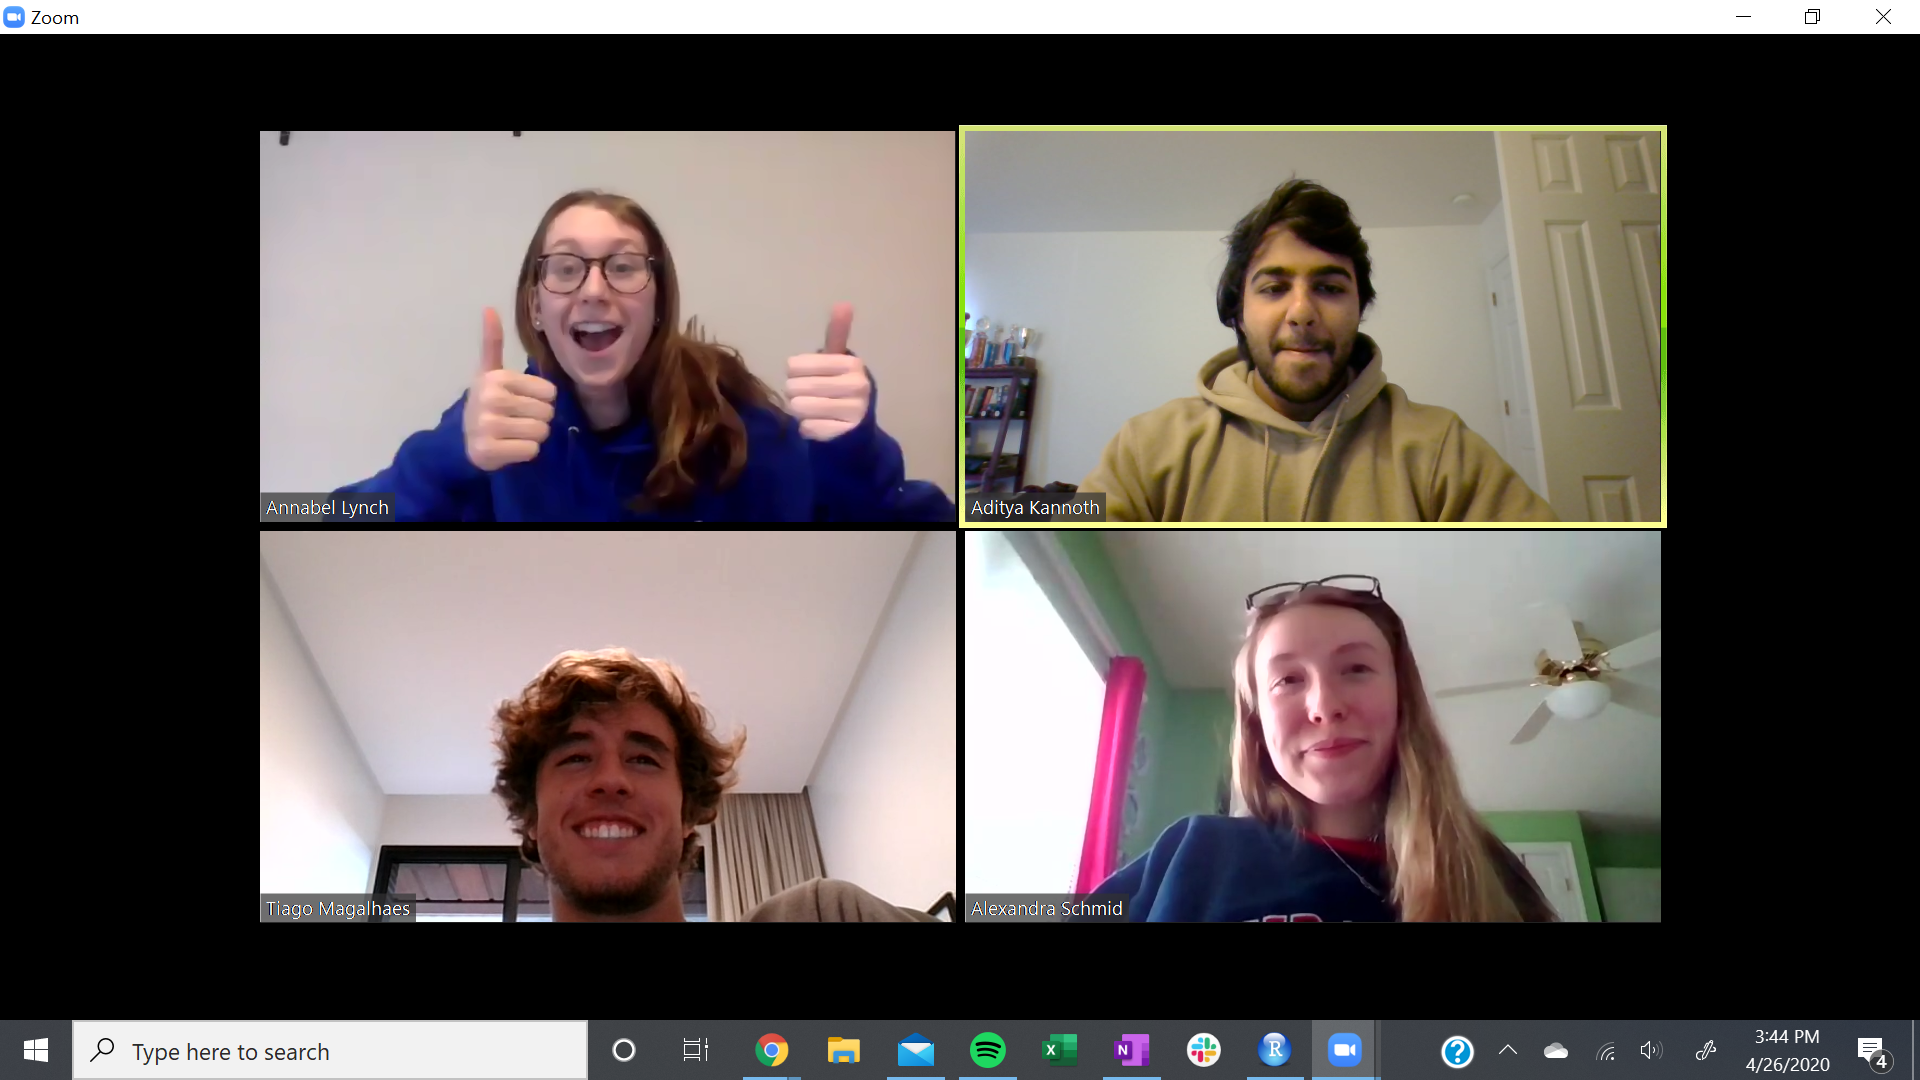 Zoom
Annabel Lynch
Aditya Kannoth
Tiago Magalhaes
Alexandra Schmid
Type here to search
X
N
R
?
3:44 PM
4/26/2020
4